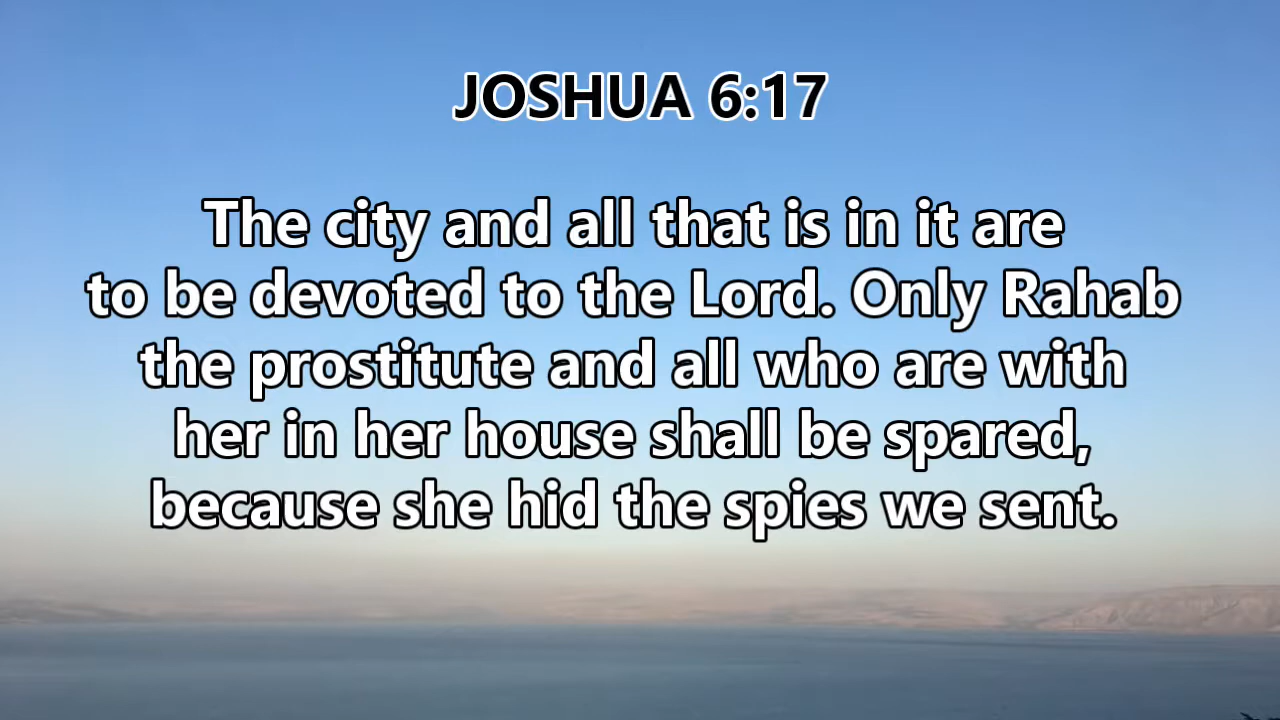 JOSHUA 6:17
The city and all that is in it are
to be devoted to the Lord. Only Rahab
the prostitute and all who are with
her in her house shall be spared,
because she hid the spies we sent.